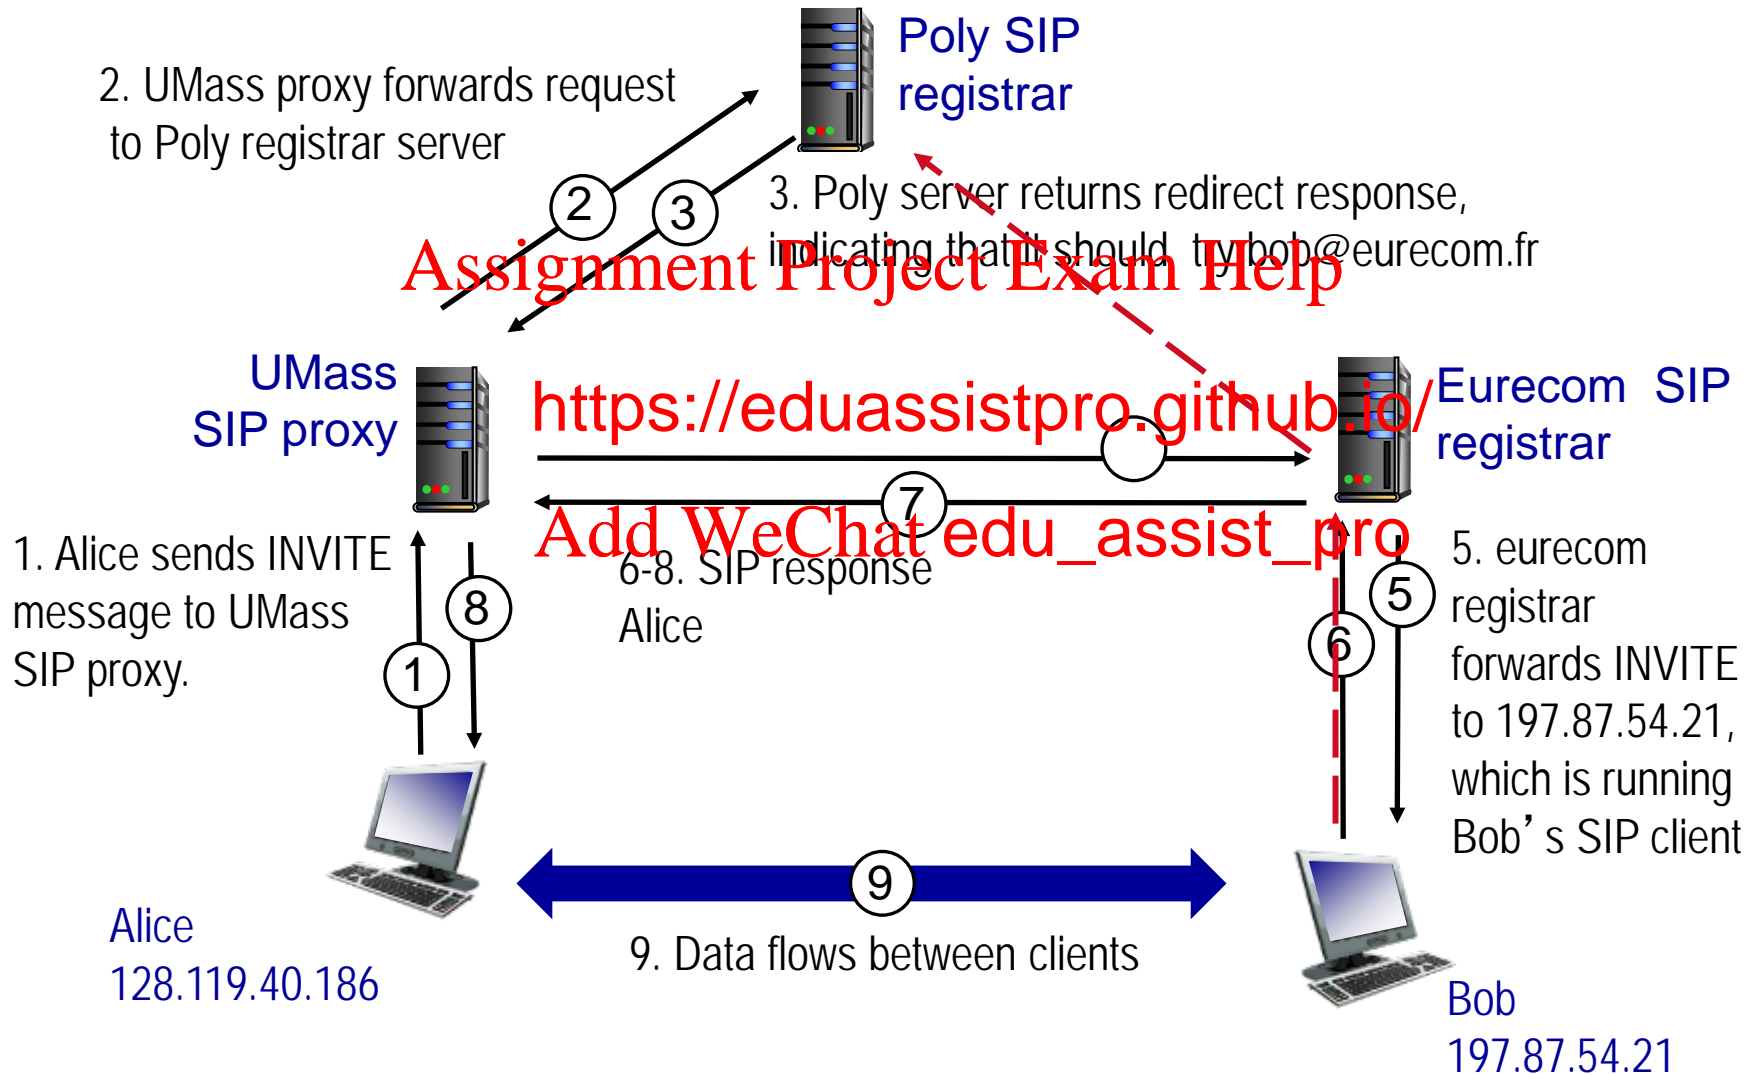 Poly SIP
registrar
2. UMass proxy forwards request
to Poly registrar server
2
3
3. Poly server returns redirect response,
indicating that it should try bob@eurecom.fr
Assignment Project Exam Help
UMass
SIP proxy
https://eduassistpro.github.io/
Eurecom SIP
registrar
7
Add WeChat edu_assist_pro
1. Alice sends INVITE
message to UMass
SIP proxy.
8
1
6-8. SIP response
Alice
5
6
5. eurecom
registrar
forwards INVITE
to 197.87.54.21,
which is running
Bob’s SIP client
9
9. Data flows between clients
Alice
128.119.40.186
Bob
197.87.54.21